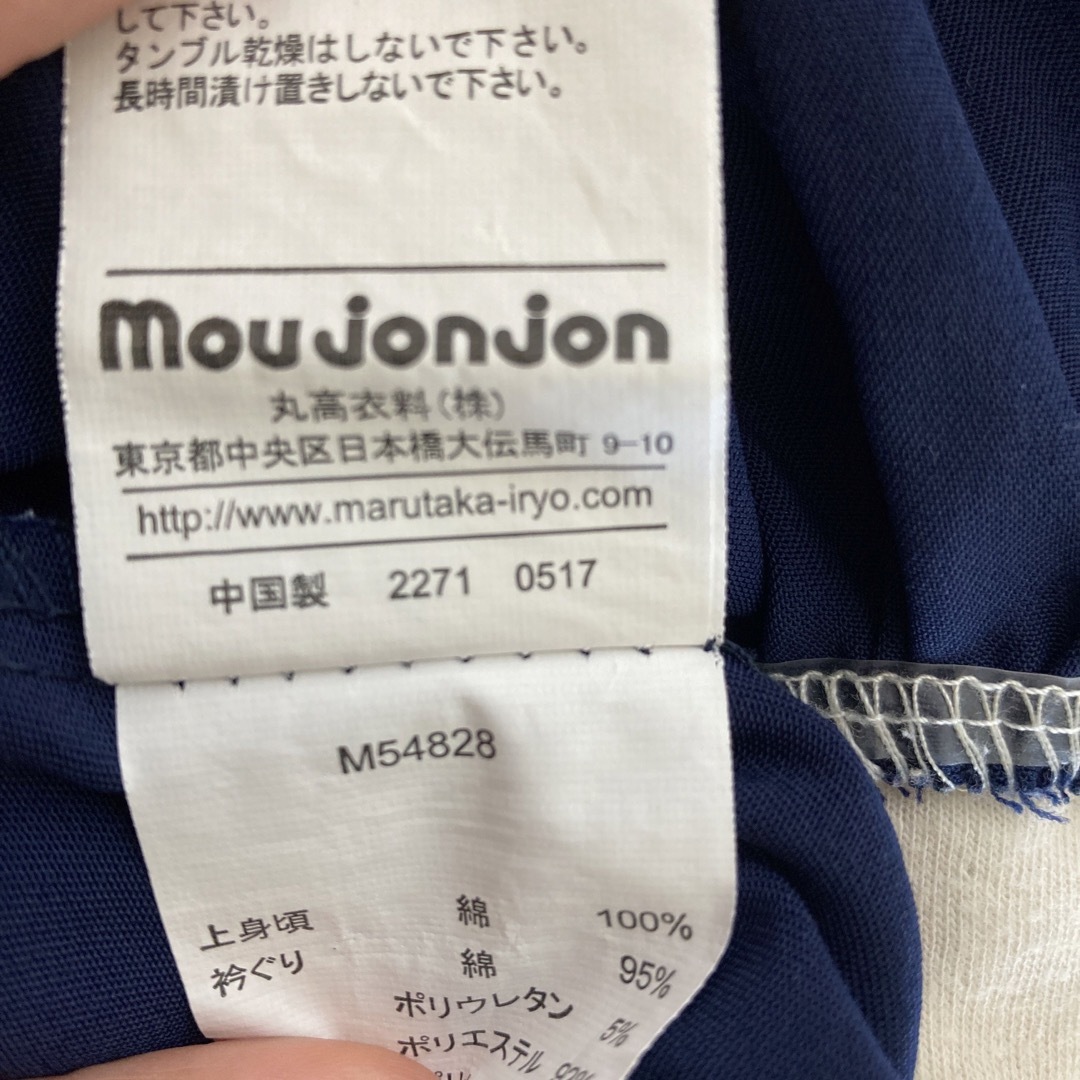 して下さい。
タンブル乾燥はしないで下さい。
長時間漬け置きしないで下さい。
moujonjon
丸高衣料(株)
東京都中央区日本橋大伝馬町 9-10
http://www.marutaka-iryo.com
中国製 2271 0517
M54828
上身頃 綿 100%
衿ぐり 綿 95%
ポリウレタン 5%
ポリエステル